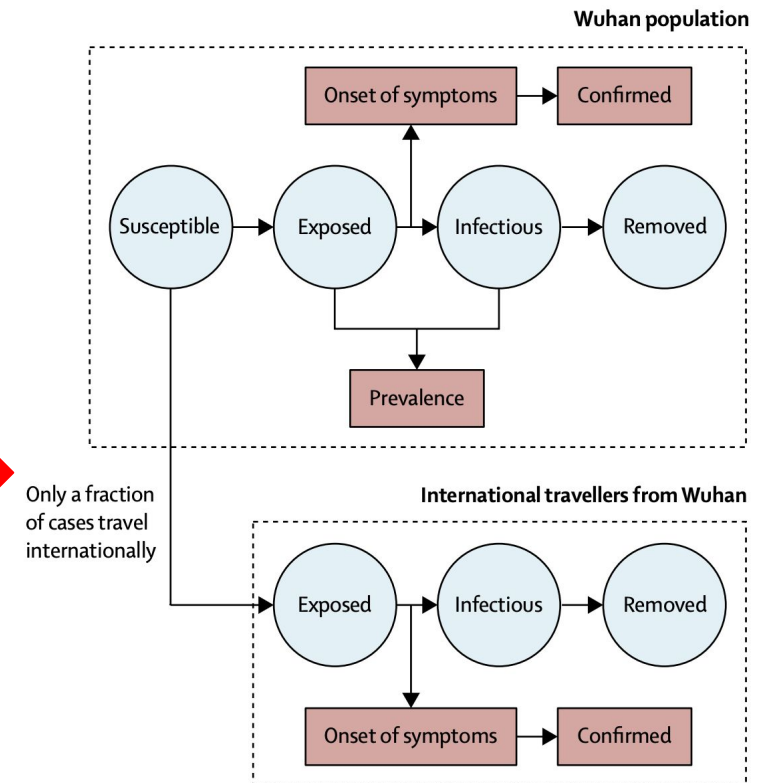 Wuhan population
Onset of symptoms
Confirmed
Susceptible
Exposed
Infectious
Removed
Prevalence
Only a fraction
of cases travel
internationally
International travellers from Wuhan
Exposed
Infectious
Removed
Onset of symptoms
Confirmed